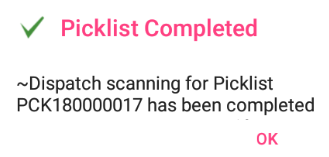 Picklist Completed
~Dispatch scanning for Picklist
PCK180000017 has been completed
OK